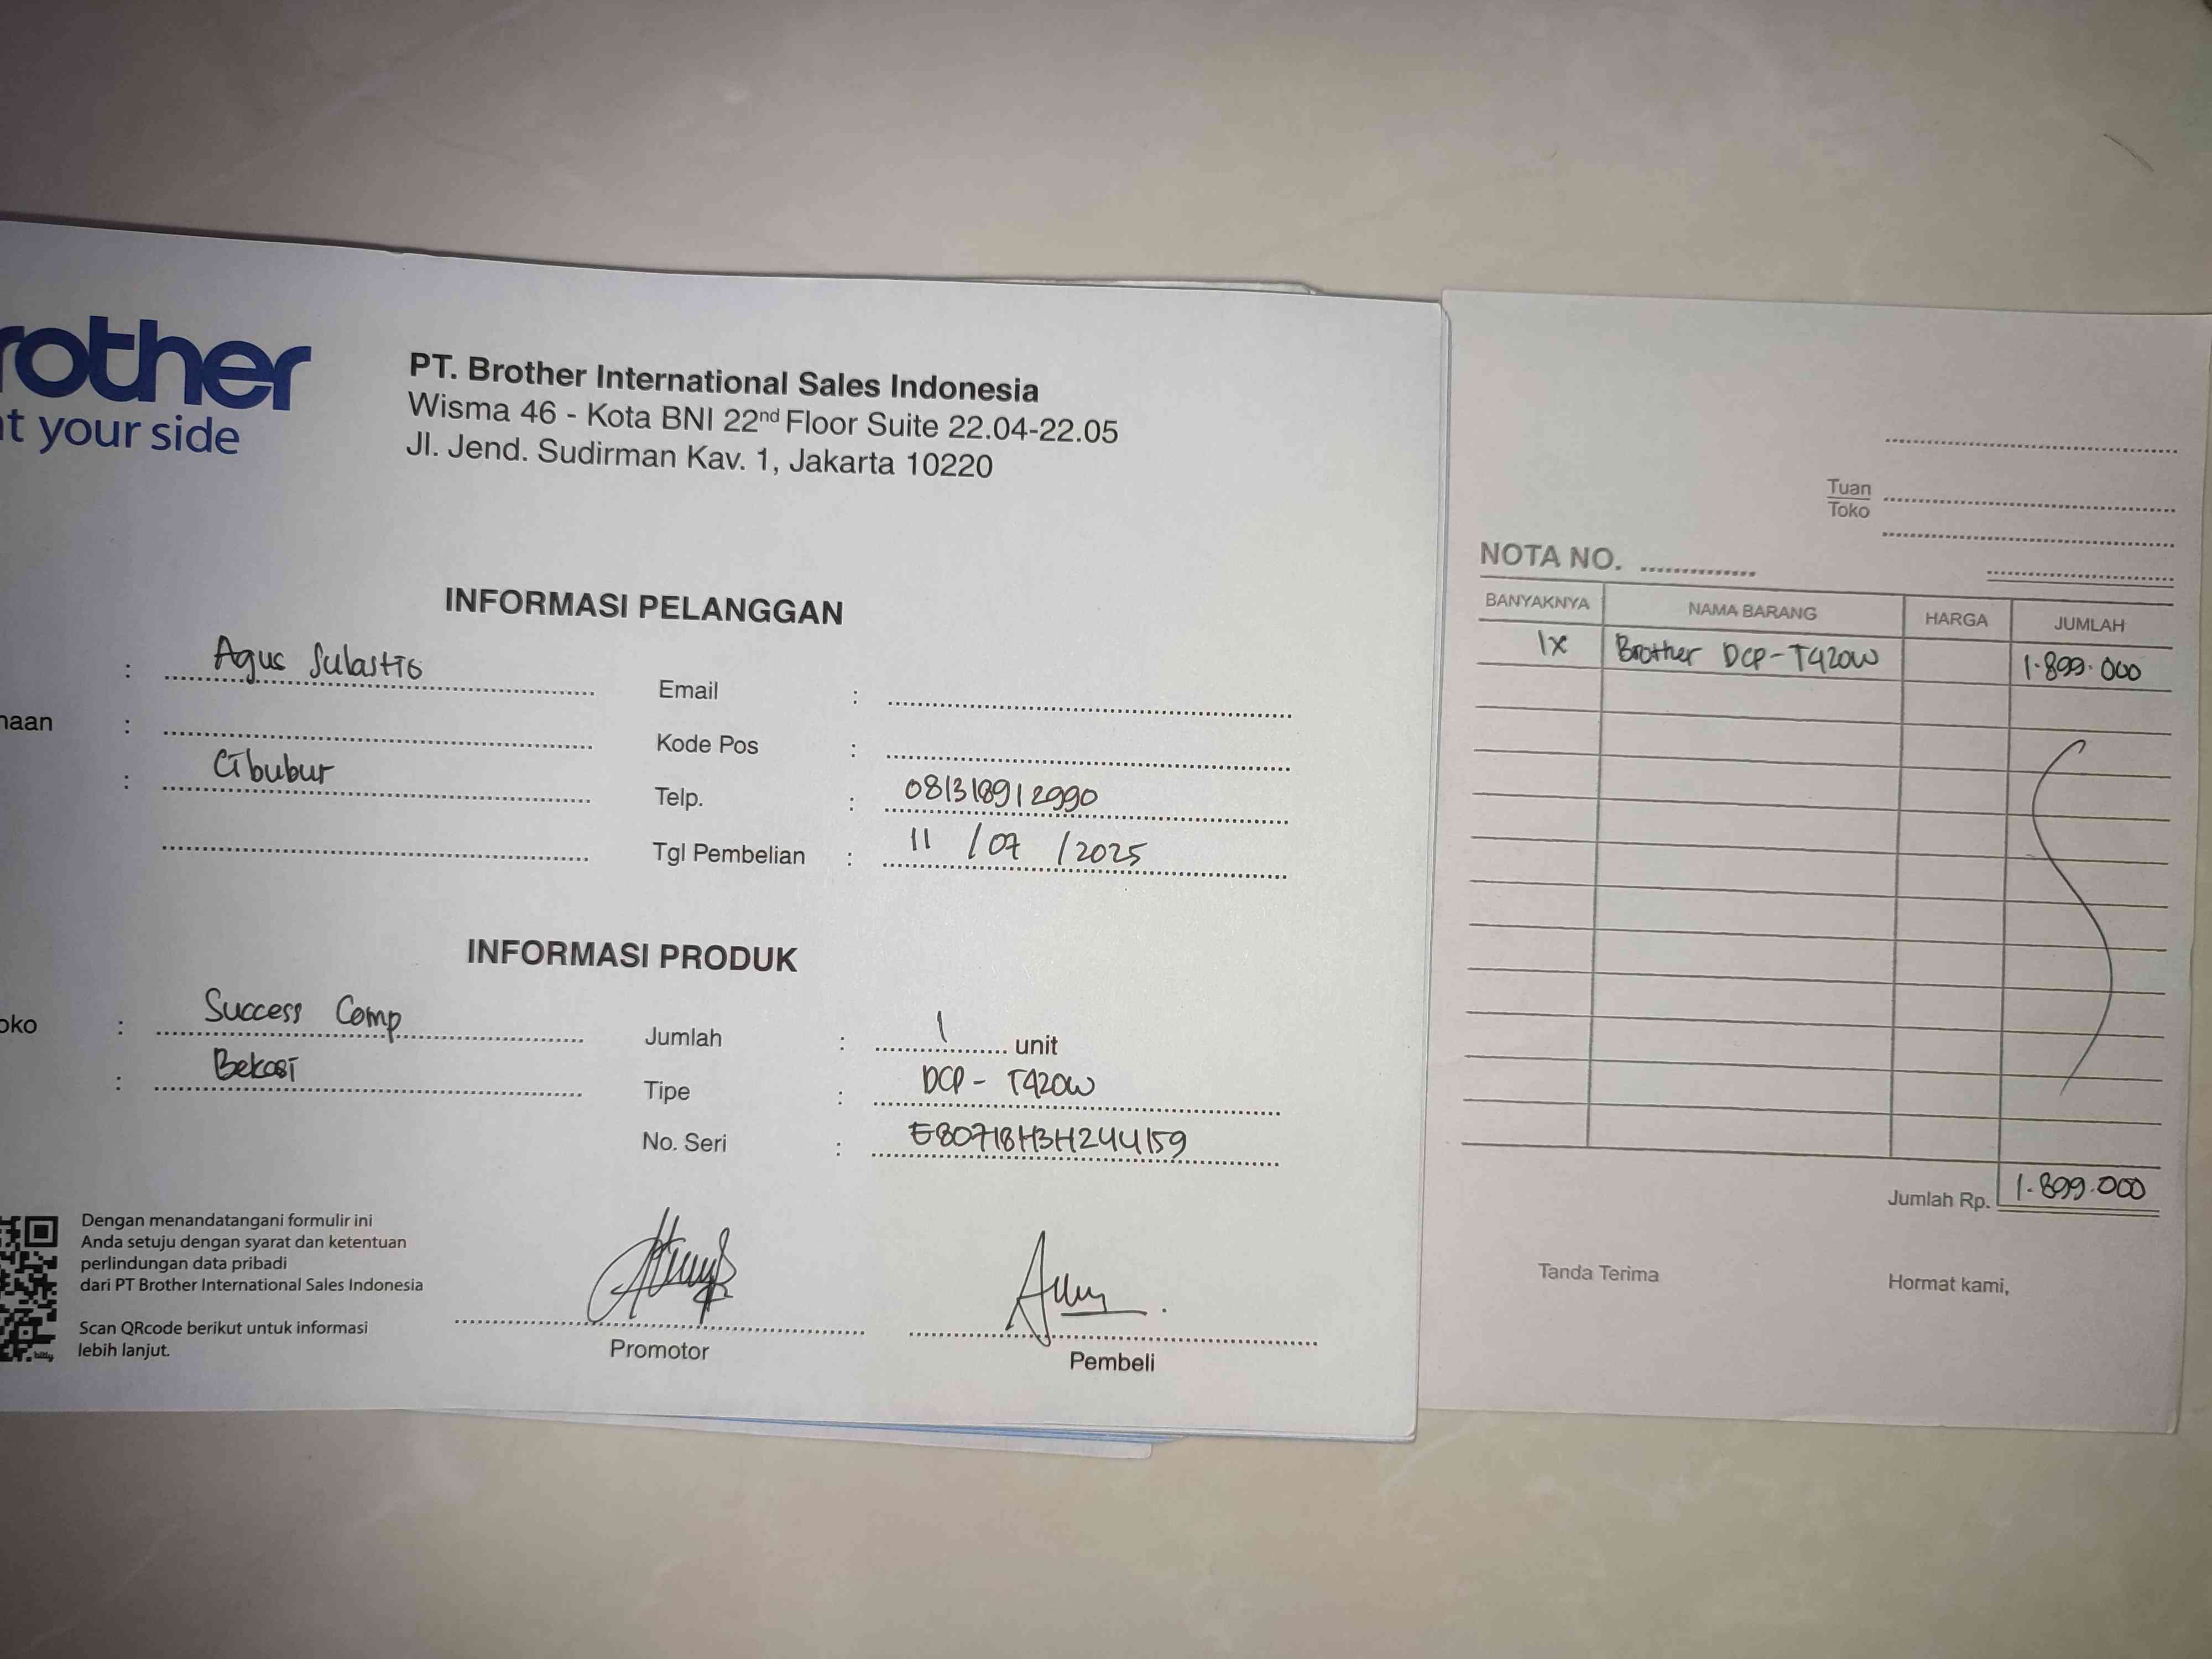 rother
at your side
PT. Brother International Sales Indonesia
Wisma 46 - Kota BNI 22nd Floor Suite 22.04-22.05
Jl. Jend. Sudirman Kav. 1, Jakarta 10220
INFORMASI PELANGGAN
: Agus Sulastio
Email :
naan :
Kode Pos :
: Cibubur
Telp. : 081318912990
Tgl Pembelian : 11 / 07 / 2025
INFORMASI PRODUK
oko : Success Comp
Jumlah : 1 unit
: Bekasi
Tipe : DCP - T420W
No. Seri : E80718H3H244159
Dengan menandatangani formulir ini
Anda setuju dengan syarat dan ketentuan
perlindungan data pribadi
dari PT Brother International Sales Indonesia
Scan QRcode berikut untuk informasi
lebih lanjut.
bitly
Promotor
Pembeli
Tuan
Toko
NOTA NO.
BANYAKNYA NAMA BARANG HARGA JUMLAH
1x Brother DCP-T420W 1.899.000
Jumlah Rp. 1.899.000
Tanda Terima Hormat kami,